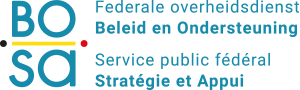 BO
sa
Federale overheidsdienst
Beleid en Ondersteuning
Service public fédéral
Stratégie et Appui